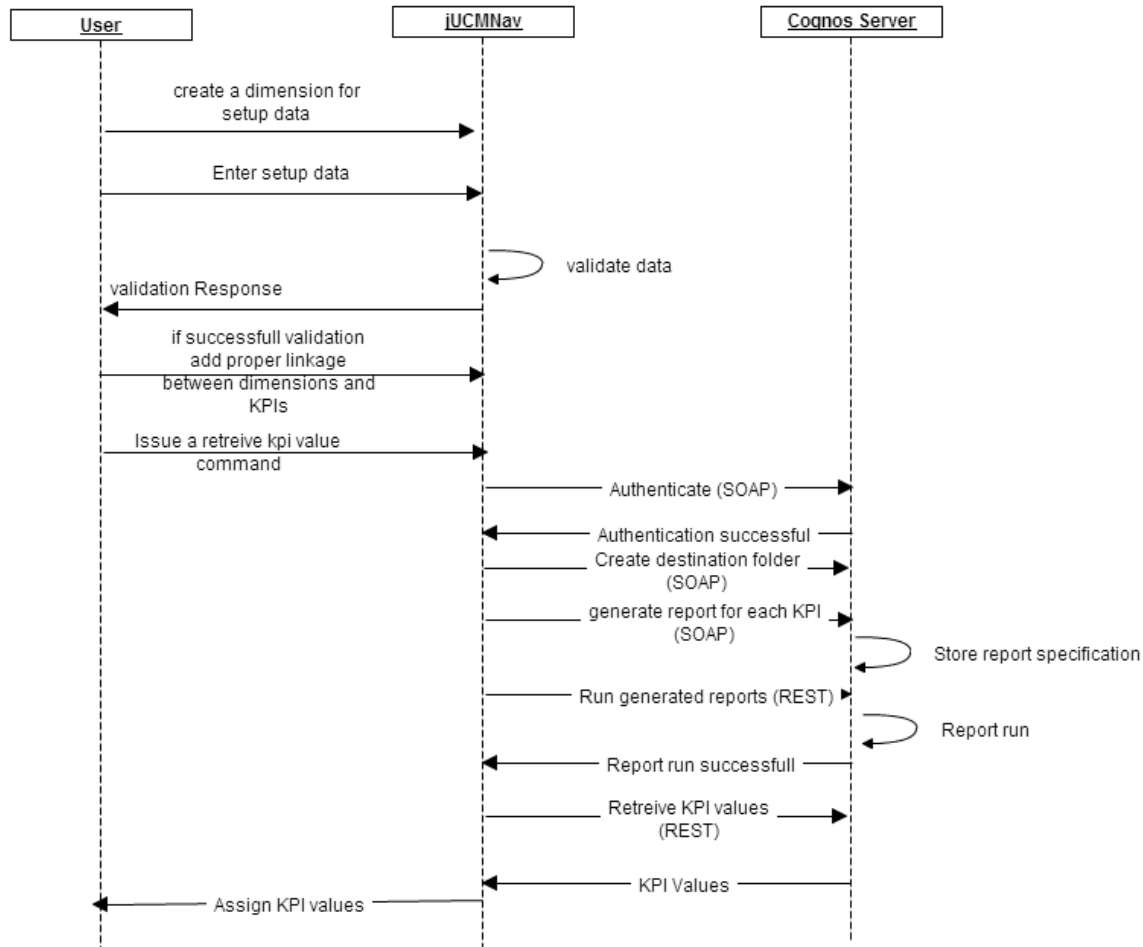 User
jUCMNav
Cognos Server
create a dimension for
setup data
Enter setup data
validate data
validation Response
if successfull validation
add proper linkage
between dimensions and
KPIs
Issue a retreive kpi value
command
Authenticate (SOAP)
Authentication successful
Create destination folder
(SOAP)
generate report for each KPI
(SOAP)
Store report specification
Run generated reports (REST)
Report run
Report run successfull
Retreive KPI values
(REST)
KPI Values
Assign KPI values